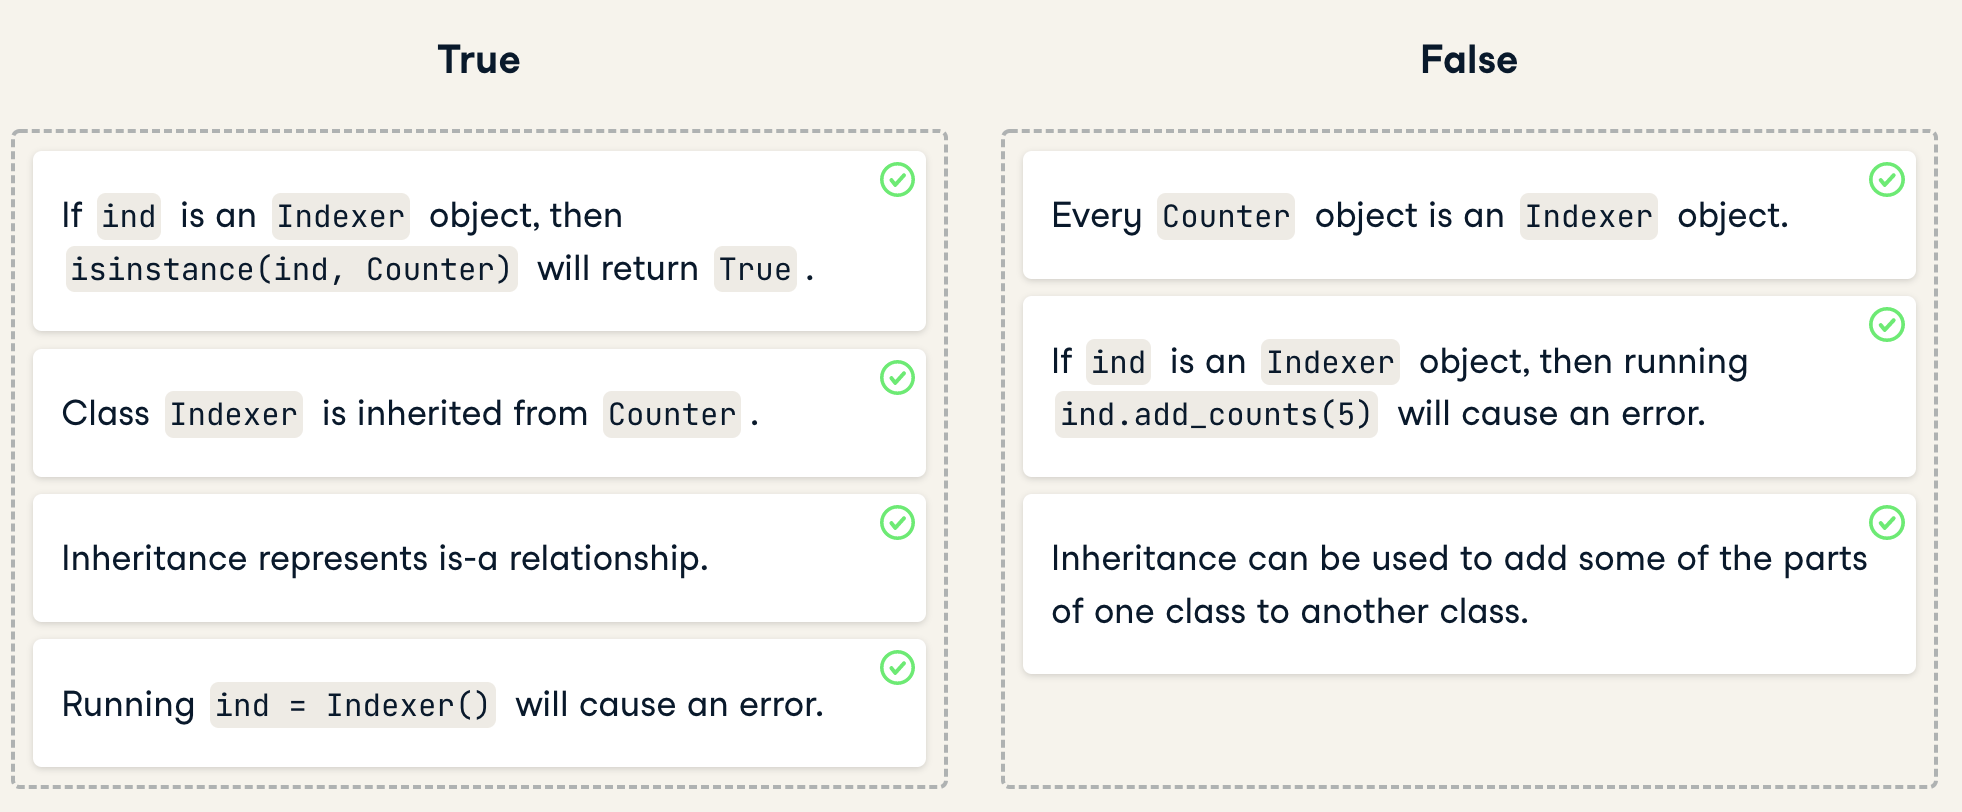 True
If ind is an Indexer object, then
isinstance(ind, Counter) will return True.
Class Indexer is inherited from Counter.
Inheritance represents is-a relationship.
Running ind = Indexer() will cause an error.
False
Every Counter object is an Indexer object.
If ind is an Indexer object, then running
ind.add_counts(5) will cause an error.
Inheritance can be used to add some of the parts
of one class to another class.